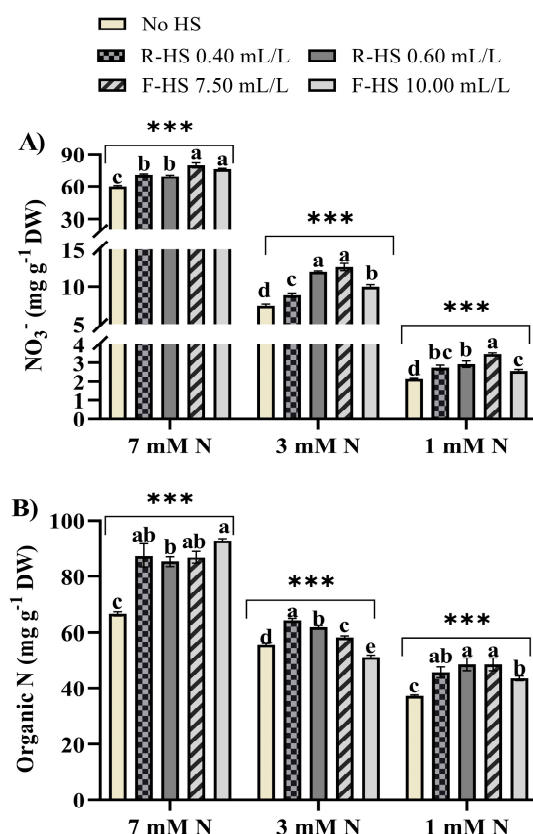 No HS
R-HS 0.40 mL/L R-HS 0.60 mL/L
F-HS 7.50 mL/L F-HS 10.00 mL/L
A)
***
90
60
30
c b b a a
***
15
10
5
d c a a b
***
4
3
2
1
0
d bc b a c
NO₃⁻ (mg g⁻¹ DW)
7 mM N 3 mM N 1 mM N
B)
***
100
80
60
40
20
0
c ab b ab a
***
d a b c e
***
c ab a a b
Organic N (mg g⁻¹ DW)
7 mM N 3 mM N 1 mM N